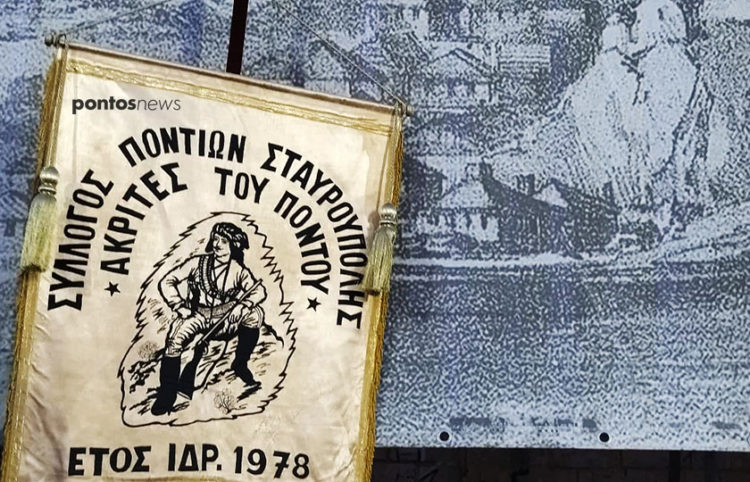 pontosnews
ΣΥΛΛΟΓΟΣ ΠΟΝΤΙΩΝ ΣΤΑΥΡΟΥΠΟΛΗΣ
★ΑΚΡΙΤΕΣ ΤΟΥ ΠΟΝΤΟΥ★
ΕΤΟΣ ΙΔΡ. 1978